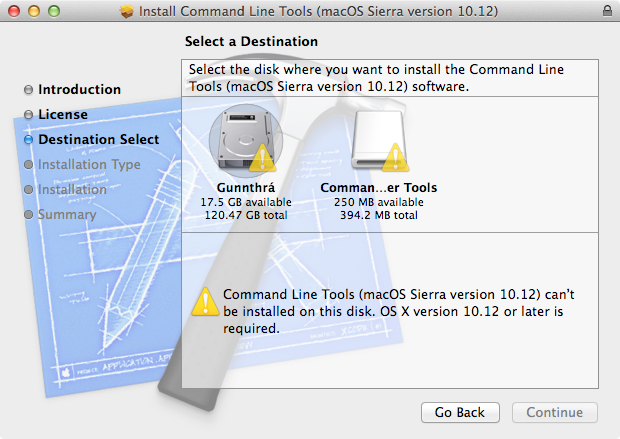 Install Command Line Tools (macOS Sierra version 10.12)
Select a Destination
Introduction
License
Destination Select
Installation Type
Installation
Summary
Select the disk where you want to install the Command Line
Tools (macOS Sierra version 10.12) software.
Gunnthrá
17.5 GB available
120.47 GB total
Comman...er Tools
250 MB available
394.2 MB total
Command Line Tools (macOS Sierra version 10.12) can't
be installed on this disk. OS X version 10.12 or later is
required.
PROJECT APPLICATION.APP
XCODE
Go Back
Continue